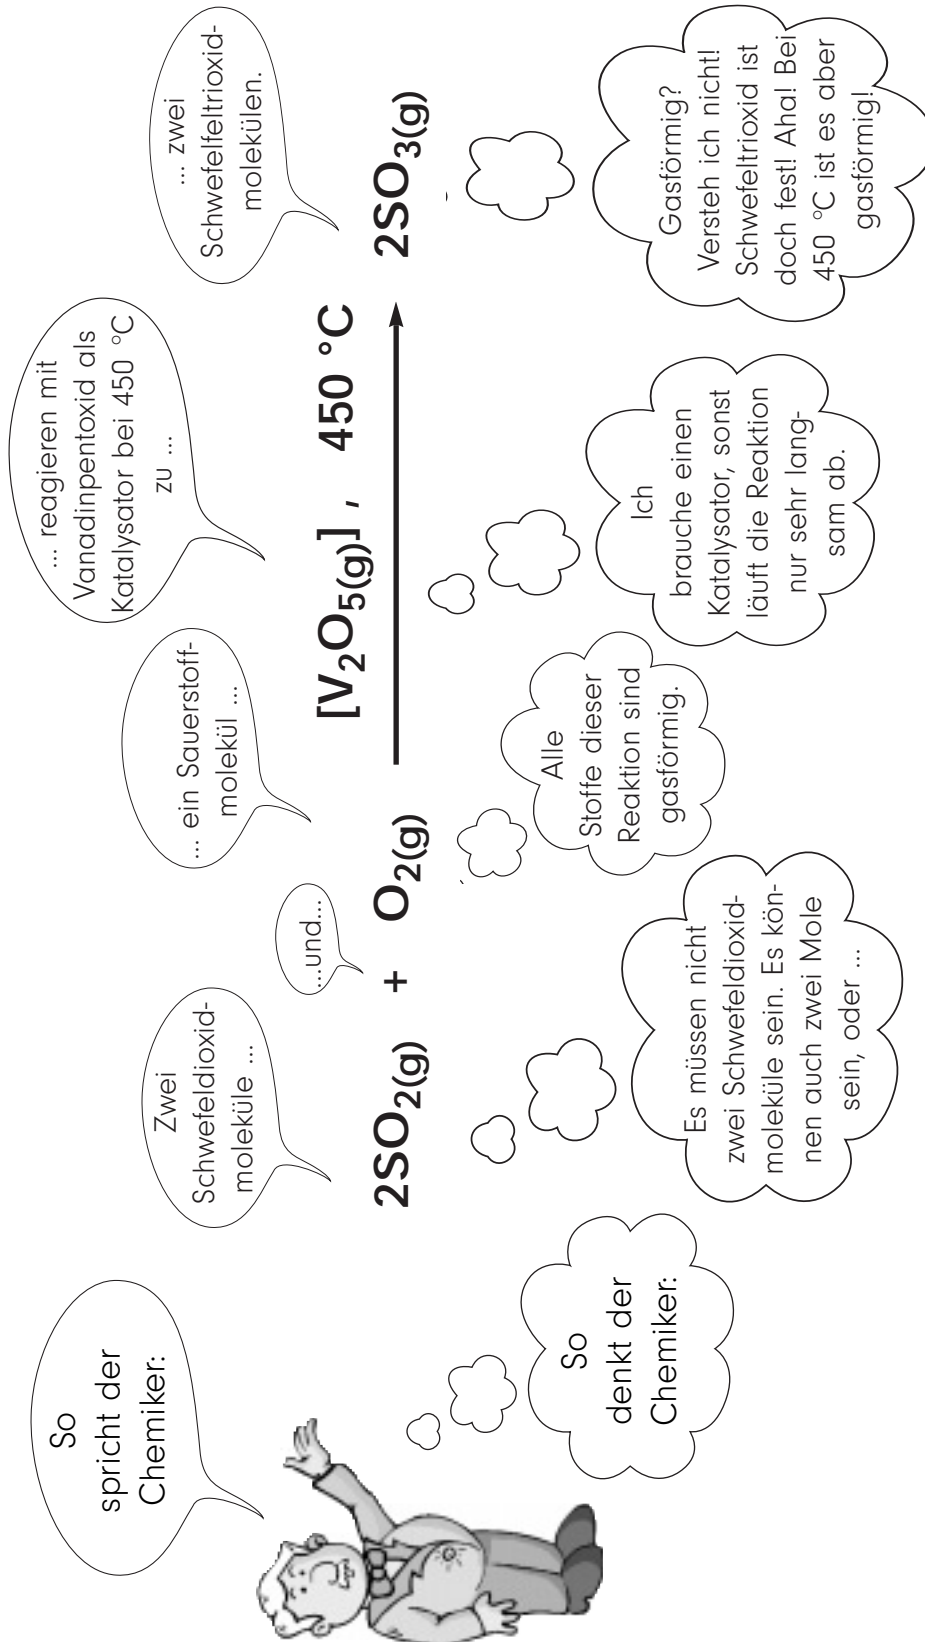 So
spricht der
Chemiker:
Zwei
Schwefeldioxid-
moleküle ...
...und...
... ein Sauerstoff-
molekül ...
... reagieren mit
Vanadinpentoxid als
Katalysator bei 450 °C
zu ...
... zwei
Schwefelfeltrioxid-
molekülen.
2SO2(g) + O2(g) [V2O5(g)] , 450 °C 2SO3(g)
So
denkt der
Chemiker:
Es müssen nicht
zwei Schwefeldioxid-
moleküle sein. Es kön-
nen auch zwei Mole
sein, oder ...
Alle
Stoffe dieser
Reaktion sind
gasförmig.
Ich
brauche einen
Katalysator, sonst
läuft die Reaktion
nur sehr lang-
sam ab.
Gasförmig?
Versteh ich nicht!
Schwefeltrioxid ist
doch fest! Aha! Bei
450 °C ist es aber
gasförmig!